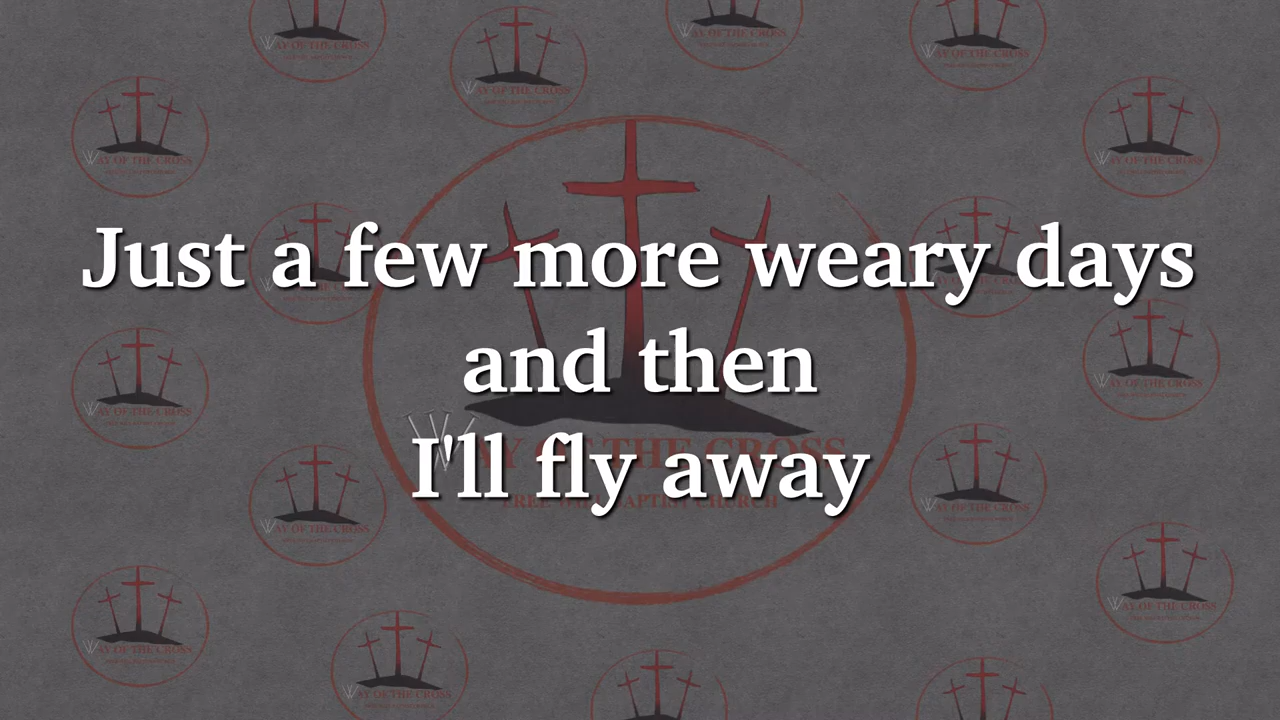 Just a few more weary days
and then
I'll fly away
WAY OF THE CROSS
FREE WILL BAPTIST CHURCH